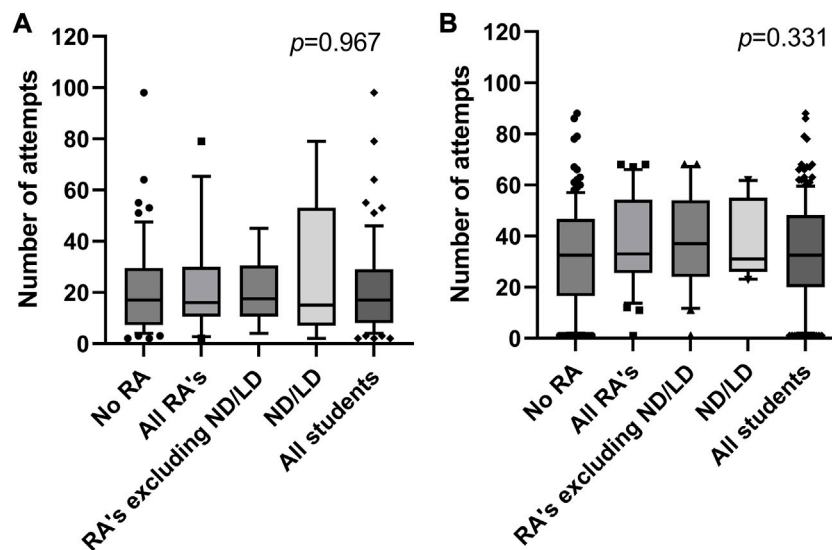 A
p=0.967
Number of attempts
120
100
80
60
40
20
0
No RA
All RA's
RA's excluding ND/LD
ND/LD
All students
B
p=0.331
Number of attempts
120
100
80
60
40
20
0
No RA
All RA's
RA's excluding ND/LD
ND/LD
All students